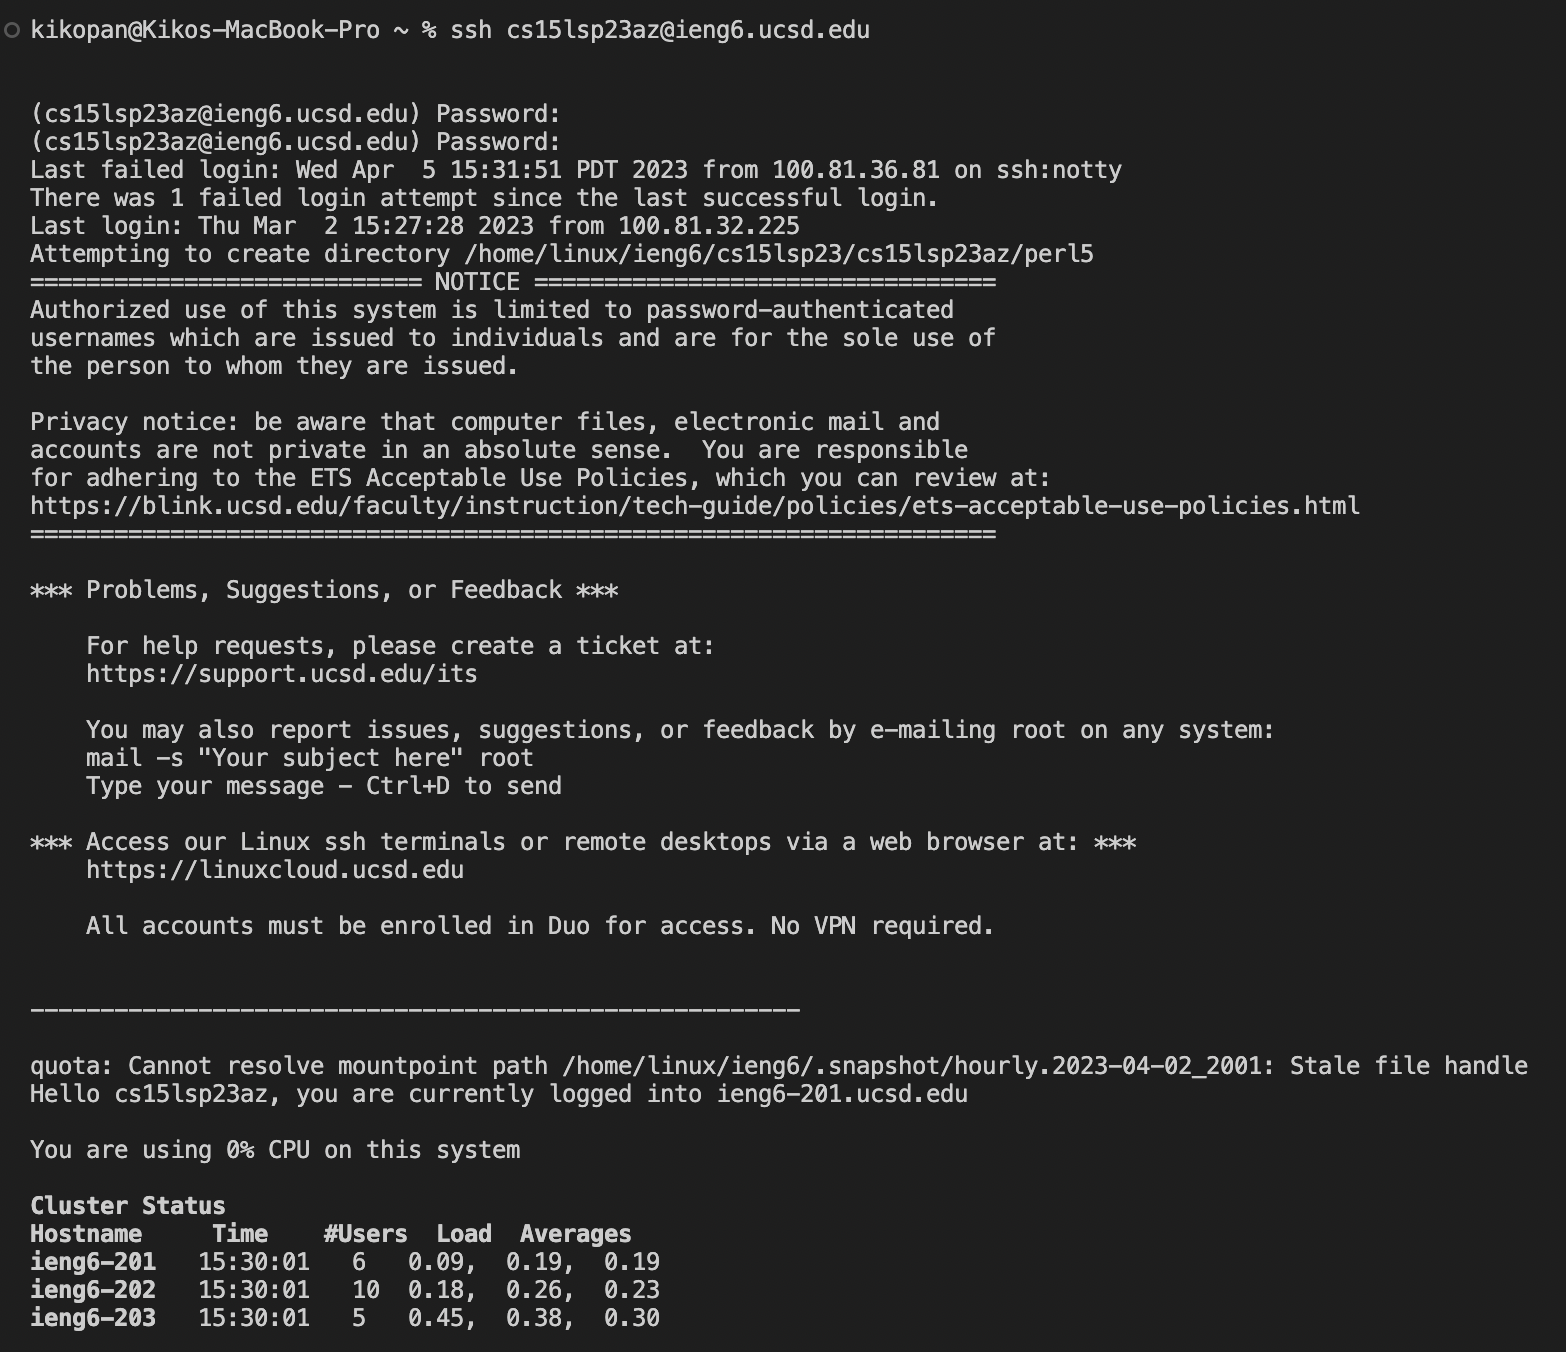 kikopan@Kikos-MacBook-Pro ~ % ssh cs15lsp23az@ieng6.ucsd.edu
(cs15lsp23az@ieng6.ucsd.edu) Password:
(cs15lsp23az@ieng6.ucsd.edu) Password:
Last failed login: Wed Apr  5 15:31:51 PDT 2023 from 100.81.36.81 on ssh:notty
There was 1 failed login attempt since the last successful login.
Last login: Thu Mar  2 15:27:28 2023 from 100.81.32.225
Attempting to create directory /home/linux/ieng6/cs15lsp23/cs15lsp23az/perl5
============================ NOTICE =================================
Authorized use of this system is limited to password-authenticated
usernames which are issued to individuals and are for the sole use of
the person to whom they are issued.
Privacy notice: be aware that computer files, electronic mail and
accounts are not private in an absolute sense.  You are responsible
for adhering to the ETS Acceptable Use Policies, which you can review at:
https://blink.ucsd.edu/faculty/instruction/tech-guide/policies/ets-acceptable-use-policies.html
=====================================================================
*** Problems, Suggestions, or Feedback ***
For help requests, please create a ticket at:
https://support.ucsd.edu/its
You may also report issues, suggestions, or feedback by e-mailing root on any system:
mail -s "Your subject here" root
Type your message - Ctrl+D to send
*** Access our Linux ssh terminals or remote desktops via a web browser at: ***
https://linuxcloud.ucsd.edu
All accounts must be enrolled in Duo for access. No VPN required.
-------------------------------------------------------
quota: Cannot resolve mountpoint path /home/linux/ieng6/.snapshot/hourly.2023-04-02_2001: Stale file handle
Hello cs15lsp23az, you are currently logged into ieng6-201.ucsd.edu
You are using 0% CPU on this system
Cluster Status
Hostname     Time    #Users  Load  Averages
ieng6-201   15:30:01   6   0.09,  0.19,  0.19
ieng6-202   15:30:01   10  0.18,  0.26,  0.23
ieng6-203   15:30:01   5   0.45,  0.38,  0.30